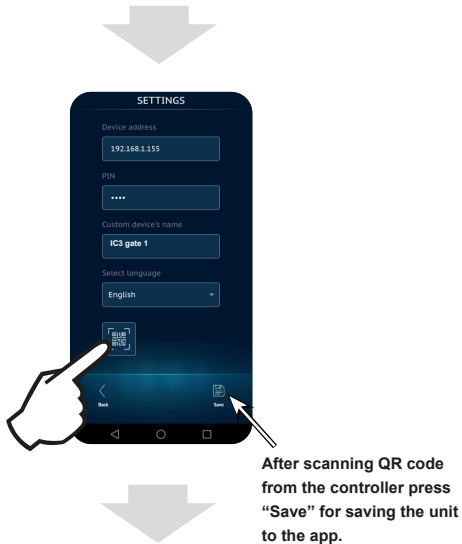 SETTINGS
Device address
192.168.1.155
PIN
••••
Custom device's name
IC3 gate 1
Select language
English
Back
Save
After scanning QR code
from the controller press
“Save” for saving the unit
to the app.